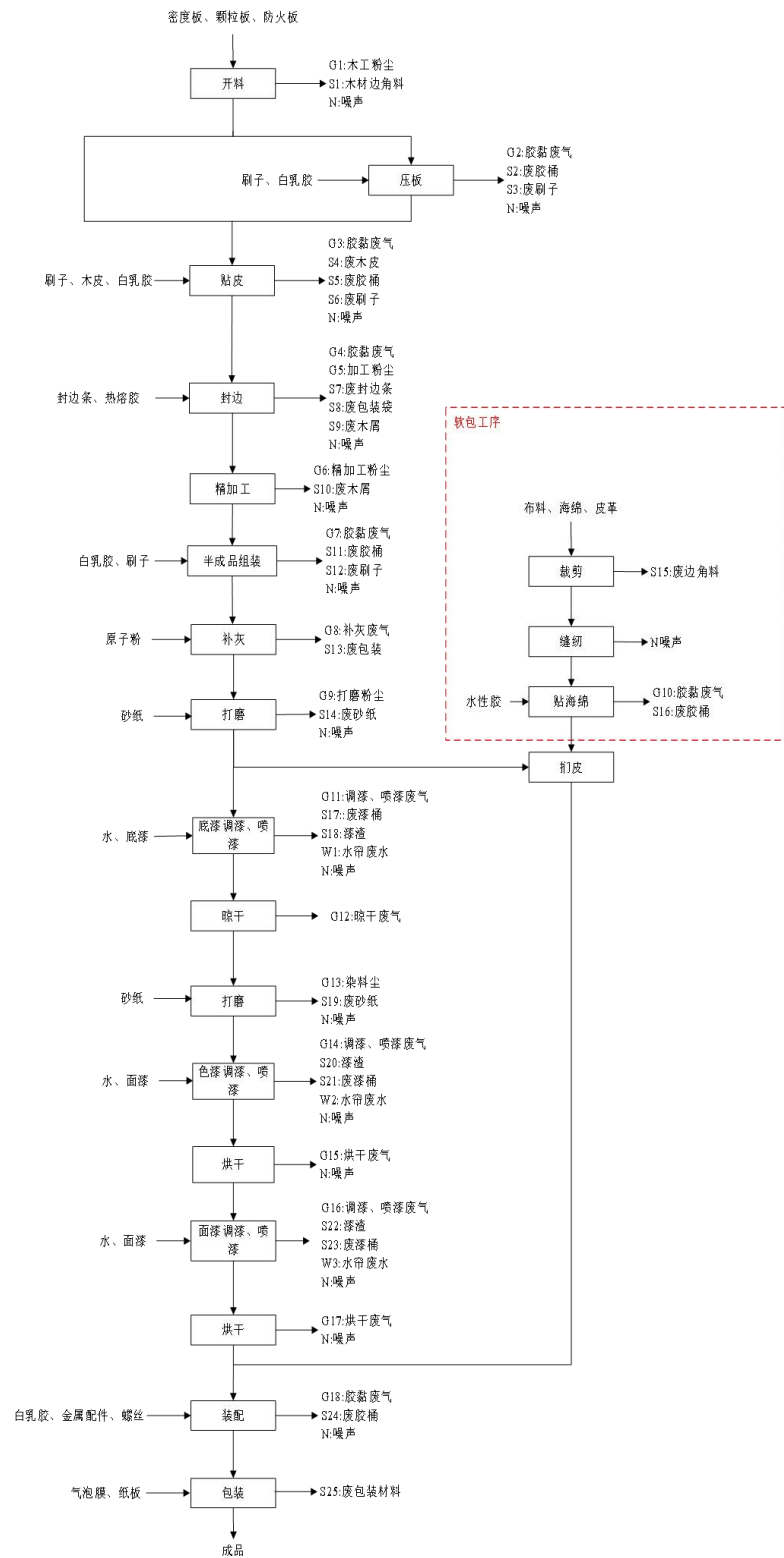 密度板、颗粒板、防火板
开料
G1:木工粉尘
S1:木材边角料
N:噪声
刷子、白乳胶
压板
G2:胶黏废气
S2:废胶桶
S3:废刷子
N:噪声
刷子、木皮、白乳胶
贴皮
G3:胶黏废气
S4:废木皮
S5:废胶桶
S6:废刷子
N:噪声
封边条、热熔胶
封边
G4:胶黏废气
G5:加工粉尘
S7:废封边条
S8:废包装袋
S9:废木屑
N:噪声
精加工
G6:精加工粉尘
S10:废木屑
N:噪声
白乳胶、刷子
半成品组装
G7:胶黏废气
S11:废胶桶
S12:废刷子
N:噪声
原子粉
补灰
G8:补灰废气
S13:废包装
砂纸
打磨
G9:打磨粉尘
S14:废砂纸
N:噪声
软包工序
布料、海绵、皮革
裁剪
S15:废边角料
缝纫
N噪声
水性胶
贴海绵
G10:胶黏废气
S16:废胶桶
扪皮
水、底漆
底漆调漆、喷
漆
G11:调漆、喷漆废气
S17::废漆桶
S18:漆渣
W1:水帘废水
N:噪声
晾干
G12:晾干废气
砂纸
打磨
G13:染料尘
S19:废砂纸
N:噪声
水、面漆
色漆调漆、喷
漆
G14:调漆、喷漆废气
S20:漆渣
S21:废漆桶
W2:水帘废水
N:噪声
烘干
G15:烘干废气
N:噪声
水、面漆
面漆调漆、喷
漆
G16:调漆、喷漆废气
S22:漆渣
S23:废漆桶
W3:水帘废水
N:噪声
烘干
G17:烘干废气
N:噪声
白乳胶、金属配件、螺丝
装配
G18:胶黏废气
S24:废胶桶
N:噪声
气泡膜、纸板
包装
S25:废包装材料
成品